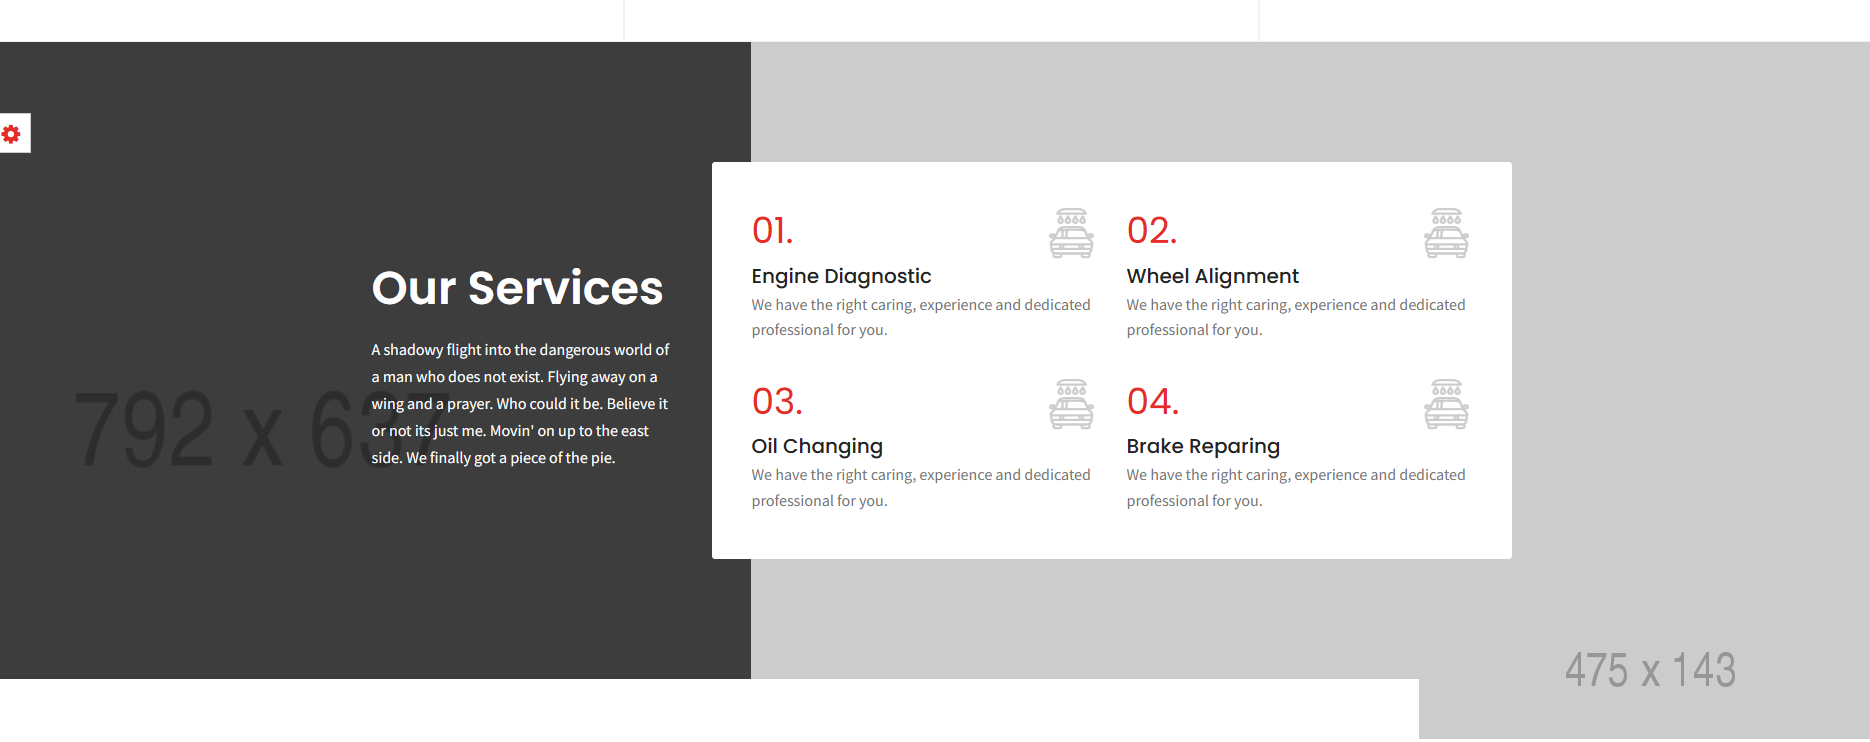 Our Services
A shadowy flight into the dangerous world of
a man who does not exist. Flying away on a
wing and a prayer. Who could it be. Believe it
or not its just me. Movin' on up to the east
side. We finally got a piece of the pie.
792 x 637
01.
Engine Diagnostic
We have the right caring, experience and dedicated
professional for you.
02.
Wheel Alignment
We have the right caring, experience and dedicated
professional for you.
03.
Oil Changing
We have the right caring, experience and dedicated
professional for you.
04.
Brake Reparing
We have the right caring, experience and dedicated
professional for you.
475 x 143